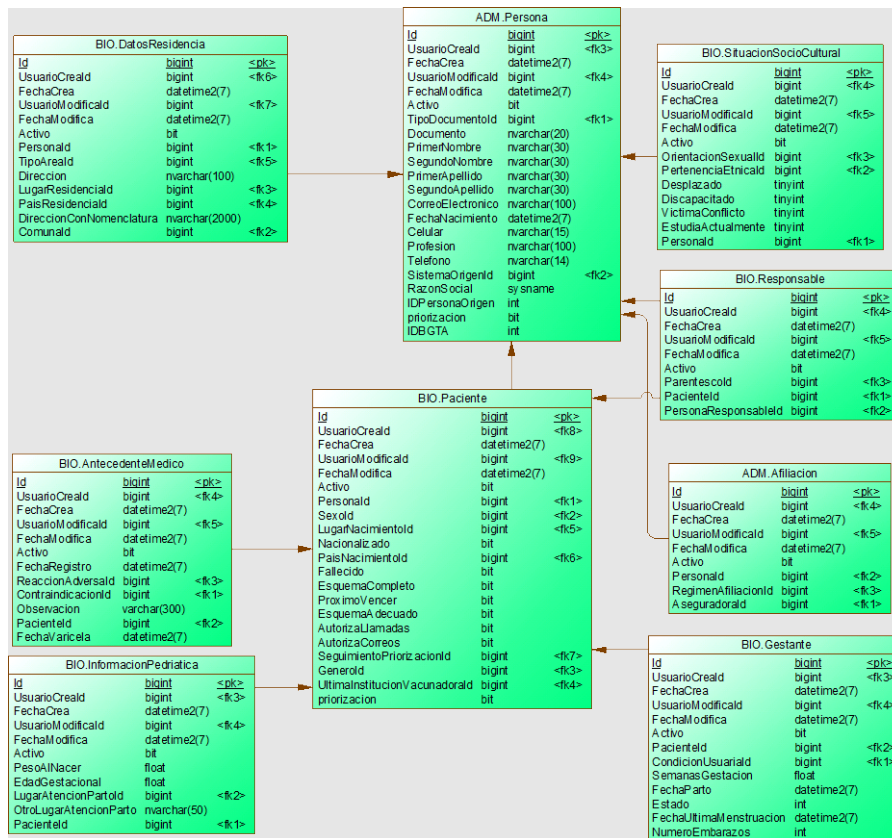 ADM.Persona
Id bigint <pk>
UsuarioCreaId bigint <fk3>
FechaCrea datetime2(7)
UsuarioModificaId bigint <fk4>
FechaModifica datetime2(7)
Activo bit
TipoDocumentoId bigint <fk1>
Documento nvarchar(20)
PrimerNombre nvarchar(30)
SegundoNombre nvarchar(30)
PrimerApellido nvarchar(30)
SegundoApellido nvarchar(30)
CorreoElectronico nvarchar(100)
FechaNacimiento datetime2(7)
Celular nvarchar(15)
Profesion nvarchar(100)
Telefono nvarchar(14)
SistemaOrigenId bigint <fk2>
RazonSocial sysname
IDPersonaOrigen int
priorizacion bit
IDBGTA int
BIO.DatosResidencia
Id bigint <pk>
UsuarioCreaId bigint <fk6>
FechaCrea datetime2(7)
UsuarioModificaId bigint <fk7>
FechaModifica datetime2(7)
Activo bit
PersonaId bigint <fk1>
TipoAreaId bigint <fk5>
Direccion nvarchar(100)
LugarResidenciaId bigint <fk3>
PaisResidenciaId bigint <fk4>
DireccionConNomenclatura nvarchar(2000)
ComunaId bigint <fk2>
BIO.SituacionSocioCultural
Id bigint <pk>
UsuarioCreaId bigint <fk4>
FechaCrea datetime2(7)
UsuarioModificaId bigint <fk5>
FechaModifica datetime2(7)
Activo bit
OrientacionSexualId bigint <fk3>
PertenenciaEtnicaId bigint <fk2>
Desplazado tinyint
Discapacitado tinyint
VictimaConflicto tinyint
EstudiaActualmente tinyint
PersonaId bigint <fk1>
BIO.Responsable
Id bigint <pk>
UsuarioCreaId bigint <fk4>
FechaCrea datetime2(7)
UsuarioModificaId bigint <fk5>
FechaModifica datetime2(7)
Activo bit
ParentescoId bigint <fk3>
PacienteId bigint <fk1>
PersonaResponsableId bigint <fk2>
BIO.Paciente
Id bigint <pk>
UsuarioCreaId bigint <fk8>
FechaCrea datetime2(7)
UsuarioModificaId bigint <fk9>
FechaModifica datetime2(7)
Activo bit
PersonaId bigint <fk1>
SexoId bigint <fk2>
LugarNacimientoId bigint <fk5>
Nacionalizado bit
PaisNacimientoId bigint <fk6>
Fallecido bit
EsquemaCompleto bit
ProximoVencer bit
EsquemaAdecuado bit
AutorizaLlamadas bit
AutorizaCorreos bit
SeguimientoPriorizacionId bigint <fk7>
GeneroId bigint <fk3>
UltimaInstitucionVacunadoraId bigint <fk4>
priorizacion bit
BIO.AntecedenteMedico
Id bigint <pk>
UsuarioCreaId bigint <fk4>
FechaCrea datetime2(7)
UsuarioModificaId bigint <fk5>
FechaModifica datetime2(7)
Activo bit
FechaRegistro datetime2(7)
ReaccionAdversaId bigint <fk3>
ContraindicacionId bigint <fk1>
Observacion varchar(300)
PacienteId bigint <fk2>
FechaVaricela datetime2(7)
ADM.Afiliacion
Id bigint <pk>
UsuarioCreaId bigint <fk4>
FechaCrea datetime2(7)
UsuarioModificaId bigint <fk5>
FechaModifica datetime2(7)
Activo bit
PersonaId bigint <fk2>
RegimenAfiliacionId bigint <fk3>
AseguradoraId bigint <fk1>
BIO.InformacionPedriatica
Id bigint <pk>
UsuarioCreaId bigint <fk3>
FechaCrea datetime2(7)
UsuarioModificaId bigint <fk4>
FechaModifica datetime2(7)
Activo bit
PesoAlNacer float
EdadGestacional float
LugarAtencionPartoId bigint <fk2>
OtroLugarAtencionParto nvarchar(50)
PacienteId bigint <fk1>
BIO.Gestante
Id bigint <pk>
UsuarioCreaId bigint <fk3>
FechaCrea datetime2(7)
UsuarioModificaId bigint <fk4>
FechaModifica datetime2(7)
Activo bit
PacienteId bigint <fk2>
CondicionUsuariaId bigint <fk1>
SemanasGestacion float
FechaParto datetime2(7)
Estado int
FechaUltimaMenstruacion datetime2(7)
NumeroEmbarazos int